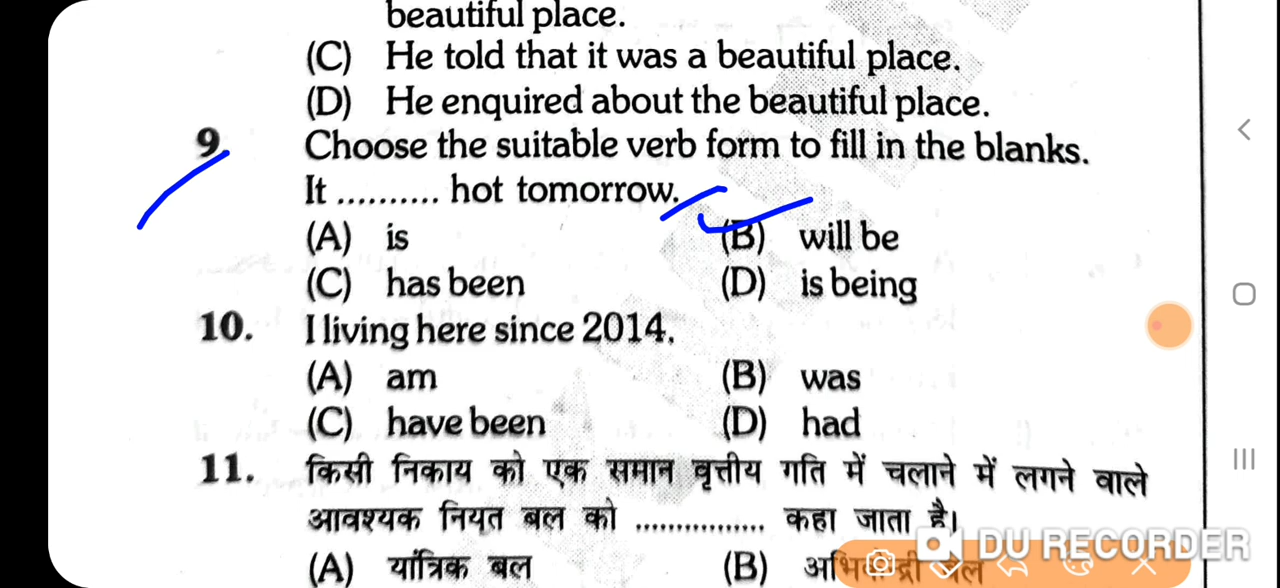 beautiful place.
(C) He told that it was a beautiful place.
(D) He enquired about the beautiful place.
9. Choose the suitable verb form to fill in the blanks.
It .......... hot tomorrow.
(A) is (B) will be
(C) has been (D) is being
10. I living here since 2014.
(A) am (B) was
(C) have been (D) had
11. किसी निकाय को एक समान वृत्तीय गति में चलाने में लगने वाले
आवश्यक नियत बल को ................ कहा जाता है।
(A) यांत्रिक बल (B) अभिकेंद्री बल
DU RECORDER